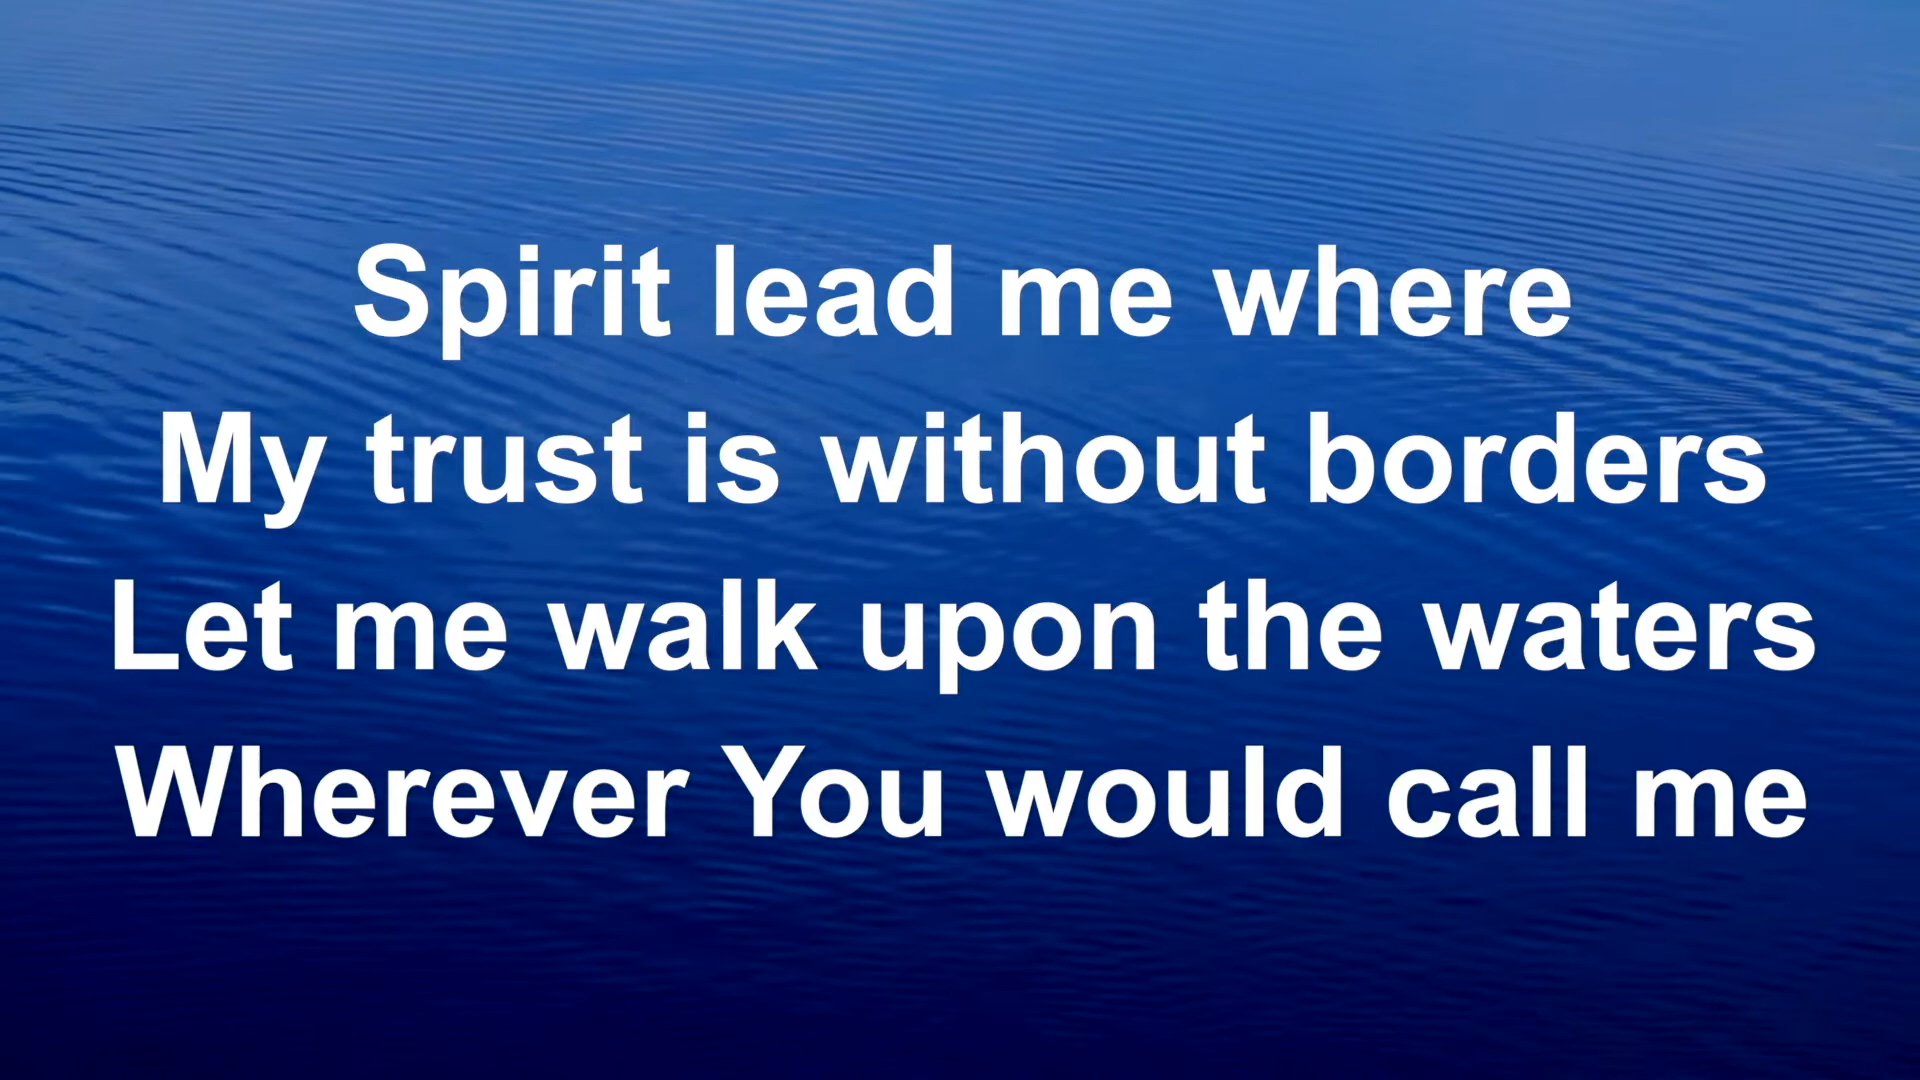 Spirit lead me where
My trust is without borders
Let me walk upon the waters
Wherever You would call me